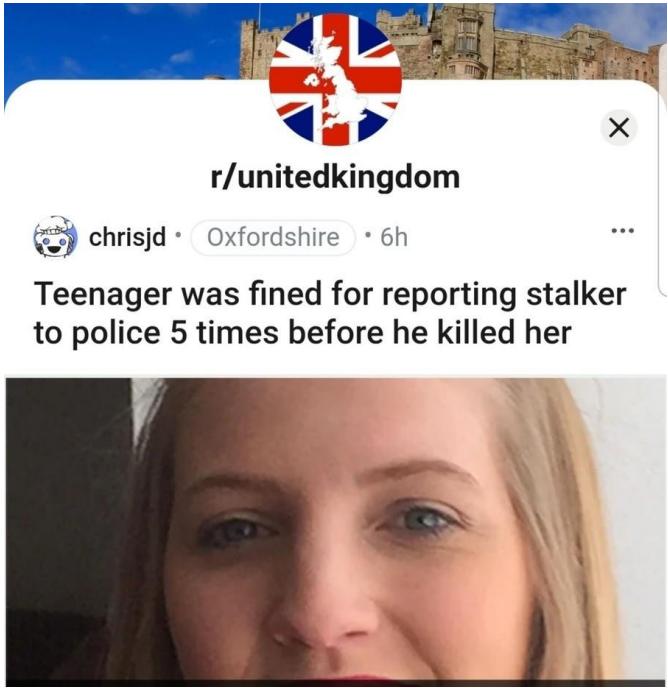 r/unitedkingdom
chrisjd • Oxfordshire • 6h
Teenager was fined for reporting stalker
to police 5 times before he killed her